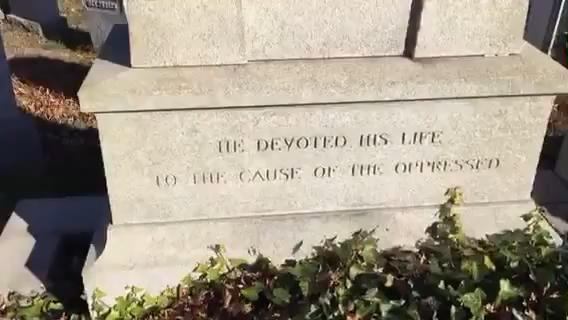 HE DEVOTED HIS LIFE
TO THE CAUSE OF THE OPPRESSED